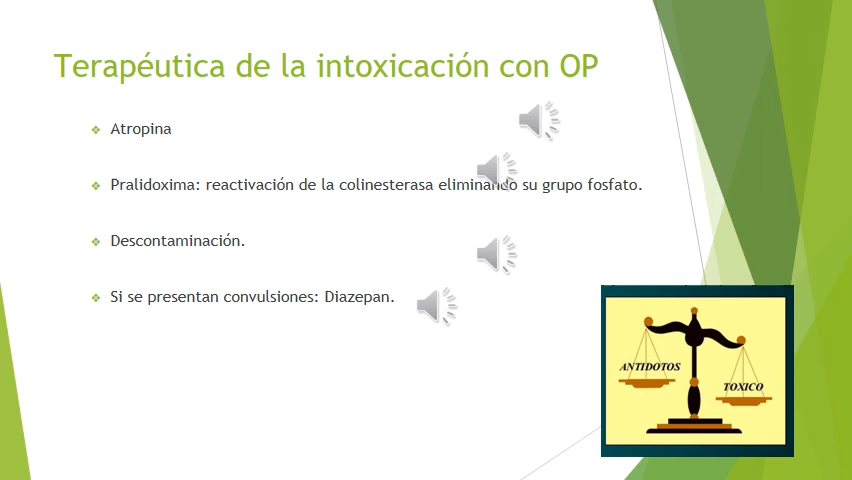 Terapéutica de la intoxicación con OP
Atropina
Pralidoxima: reactivación de la colinesterasa eliminando su grupo fosfato.
Descontaminación.
Si se presentan convulsiones: Diazepan.
ANTIDOTOS
TOXICO